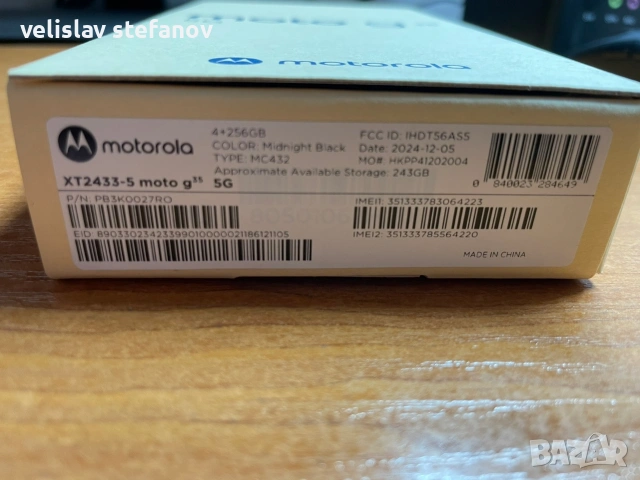 velislav stefanov
moto g
motorola
motorola
4+256GB
COLOR: Midnight Black
TYPE: MC432
Approximate Available Storage: 243GB
FCC ID: IHDT56AS5
Date: 2024-12-05
MO#: HKPP41202004
XT2433-5 moto g³⁵ 5G
P/N: PB3K0027RO
EID: 89033023423399010000021186121105
IMEI1: 351333783064223
IMEI2: 351333785564220
0 840023 284649
MADE IN CHINA
BAZAR